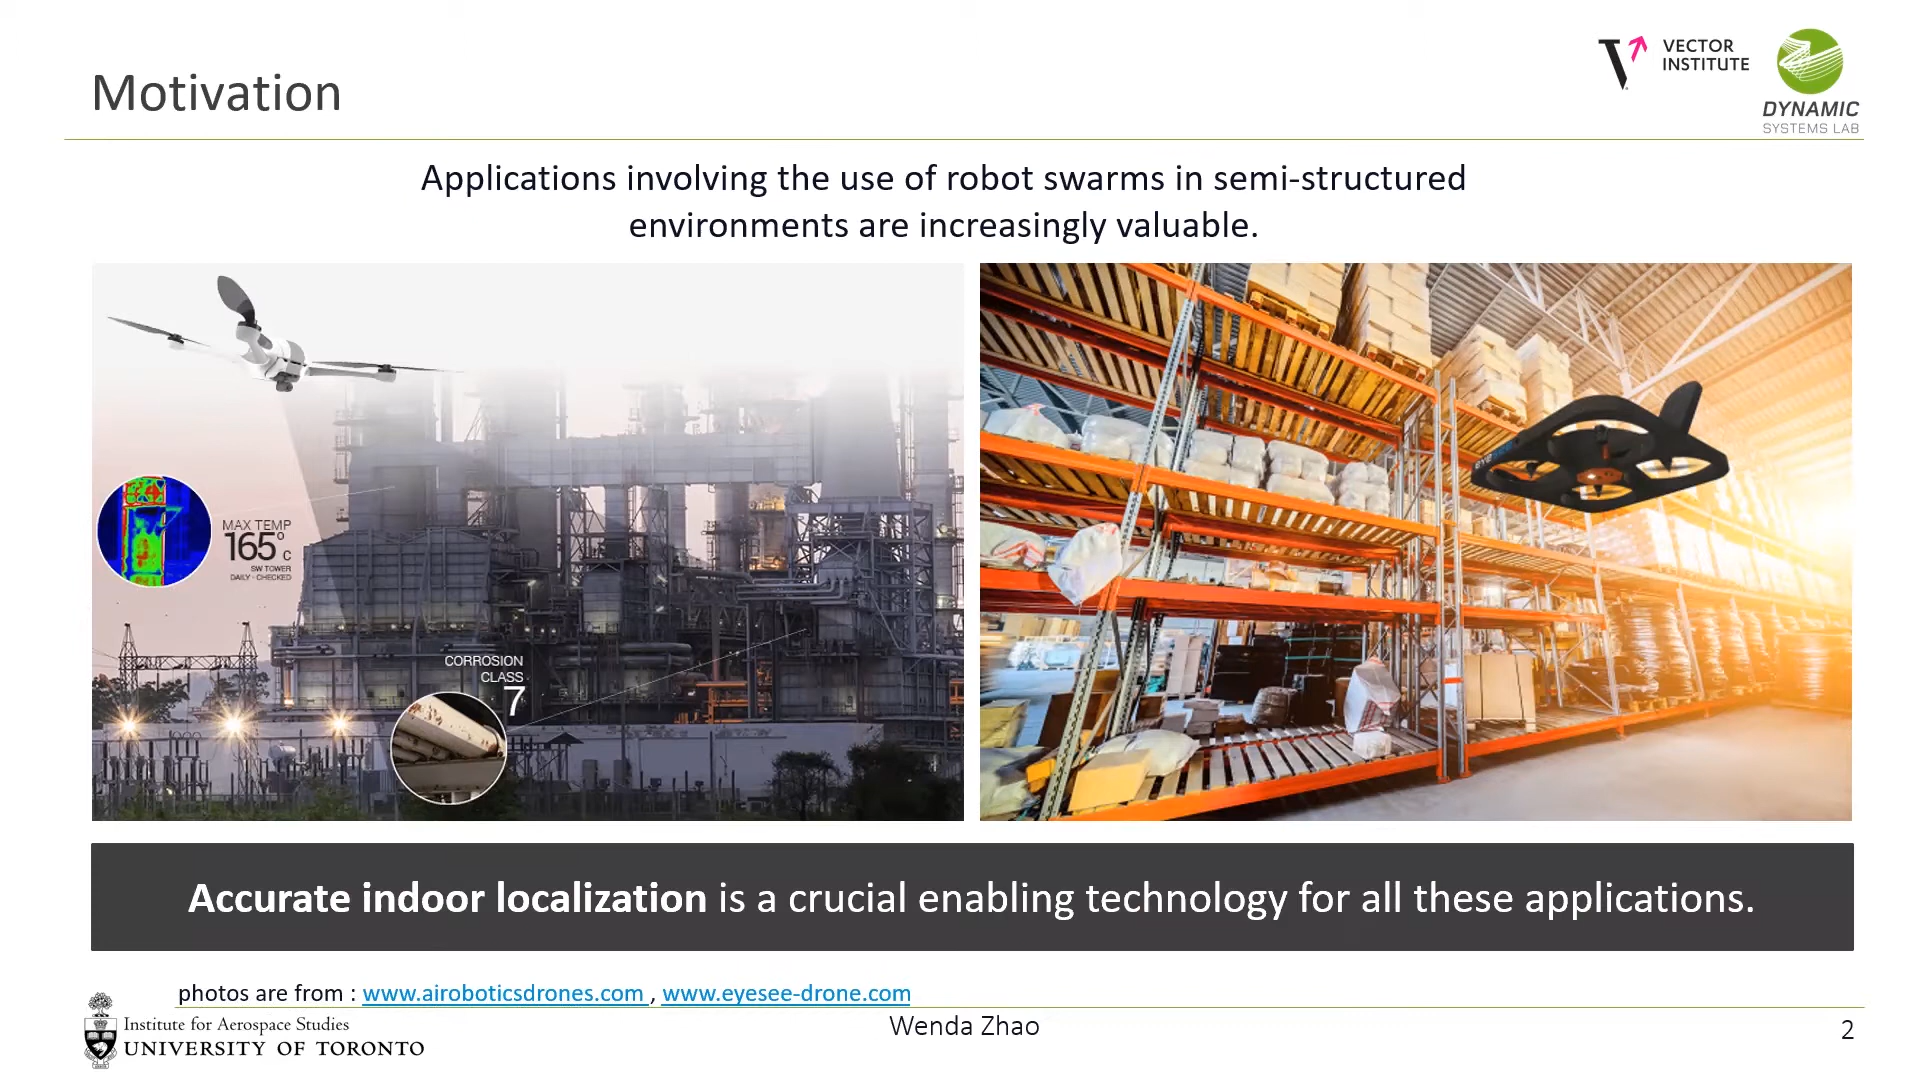 Motivation
VECTOR
INSTITUTE
DYNAMIC
SYSTEMS LAB
Applications involving the use of robot swarms in semi-structured
environments are increasingly valuable.
MAX TEMP
165° C
SW TOWER
DAILY - CHECKED
CORROSION
CLASS
7
Accurate indoor localization is a crucial enabling technology for all these applications.
photos are from : www.airoboticsdrones.com , www.eyesee-drone.com
Institute for Aerospace Studies
UNIVERSITY OF TORONTO
Wenda Zhao
2